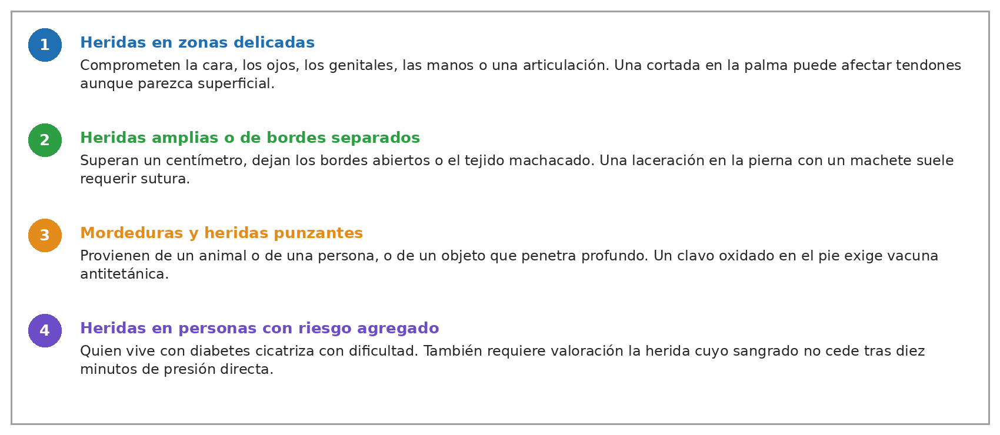 1
Heridas en zonas delicadas
Comprometen la cara, los ojos, los genitales, las manos o una articulación. Una cortada en la palma puede afectar tendones
aunque parezca superficial.
2
Heridas amplias o de bordes separados
Superan un centímetro, dejan los bordes abiertos o el tejido machacado. Una laceración en la pierna con un machete suele
requerir sutura.
3
Mordeduras y heridas punzantes
Provienen de un animal o de una persona, o de un objeto que penetra profundo. Un clavo oxidado en el pie exige vacuna
antitetánica.
4
Heridas en personas con riesgo agregado
Quien vive con diabetes cicatriza con dificultad. También requiere valoración la herida cuyo sangrado no cede tras diez
minutos de presión directa.